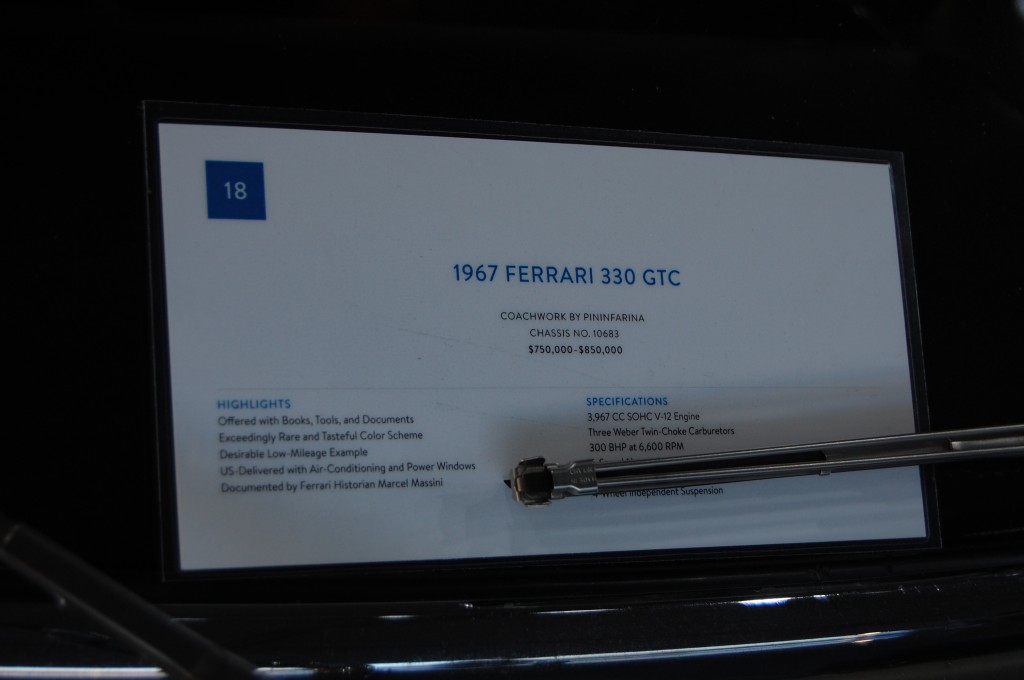 18
1967 FERRARI 330 GTC
COACHWORK BY PININFARINA
CHASSIS NO. 10683
$750,000–$850,000
HIGHLIGHTS
Offered with Books, Tools, and Documents
Exceedingly Rare and Tasteful Color Scheme
Desirable Low-Mileage Example
US-Delivered with Air-Conditioning and Power Windows
Documented by Ferrari Historian Marcel Massini
SPECIFICATIONS
3,967 CC SOHC V-12 Engine
Three Weber Twin-Choke Carburetors
300 BHP at 6,600 RPM
4-Wheel Independent Suspension